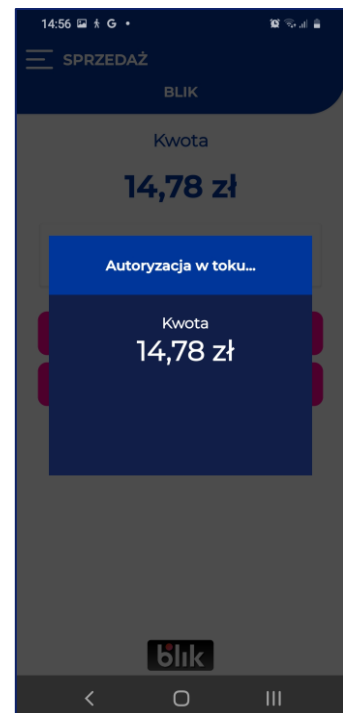 14:56 G
SPRZEDAŻ
BLIK
Kwota
14,78 zł
Autoryzacja w toku...
Kwota
14,78 zł
blik